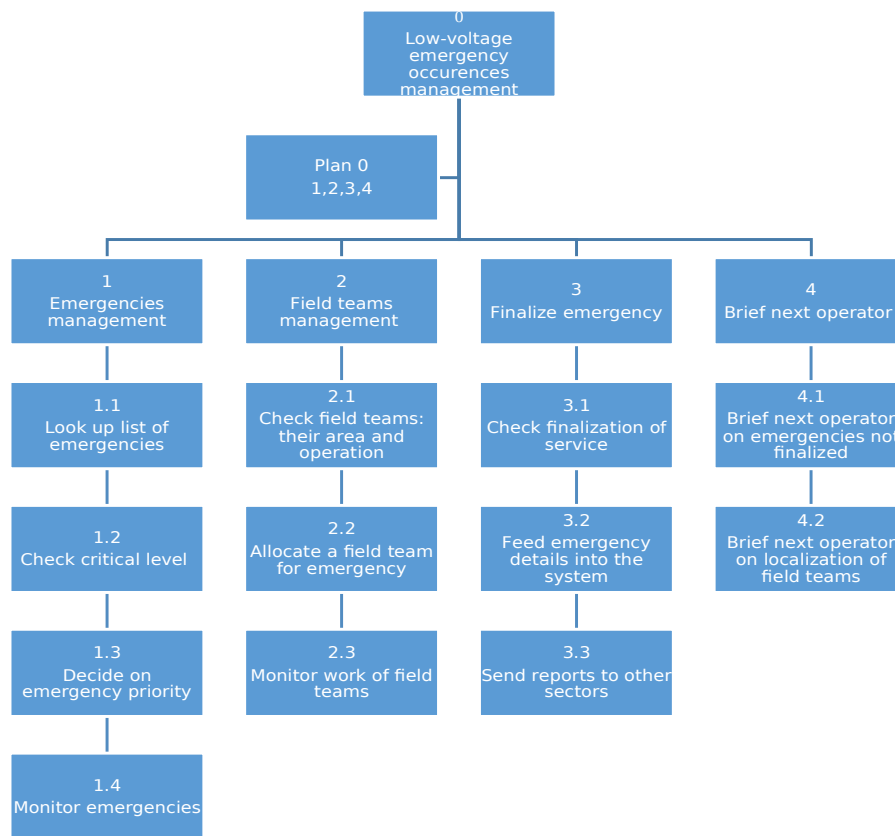 0
Low-voltage
emergency
occurences
management
Plan 0
1,2,3,4
1
Emergencies
management
2
Field teams
management
3
Finalize emergency
4
Brief next operator
1.1
Look up list of
emergencies
2.1
Check field teams:
their area and
operation
3.1
Check finalization of
service
4.1
Brief next operator
on emergencies not
finalized
1.2
Check critical level
2.2
Allocate a field team
for emergency
3.2
Feed emergency
details into the
system
4.2
Brief next operator
on localization of
field teams
1.3
Decide on
emergency priority
2.3
Monitor work of field
teams
3.3
Send reports to other
sectors
1.4
Monitor emergencies